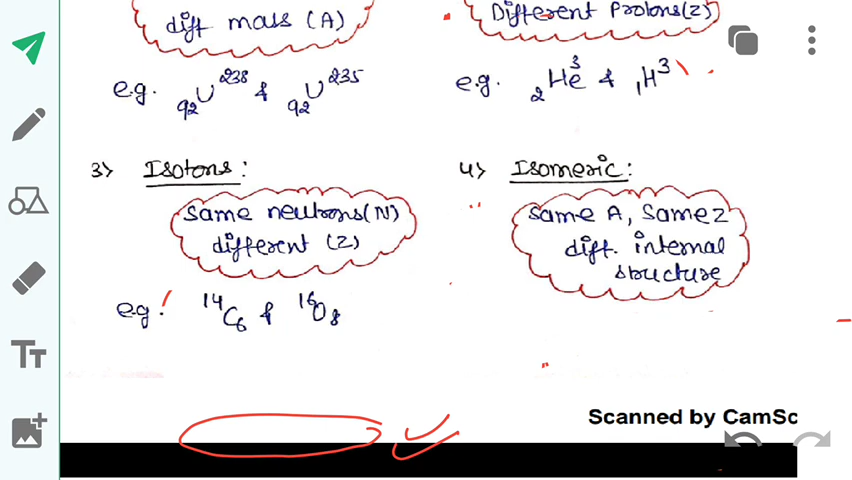 diff mass (A)
e.g. ₉₂U²³⁸ & ₉₂U²³⁵
Different Protons(Z)
e.g. ₂He³ & ₁H³
3> Isotons:
Same neutrons(N)
different (Z)
e.g! ¹⁴C₆ & ¹⁶O₈
4> Isomeric:
Same A, Same Z
diff. internal
structure
Scanned by CamSc
Tт